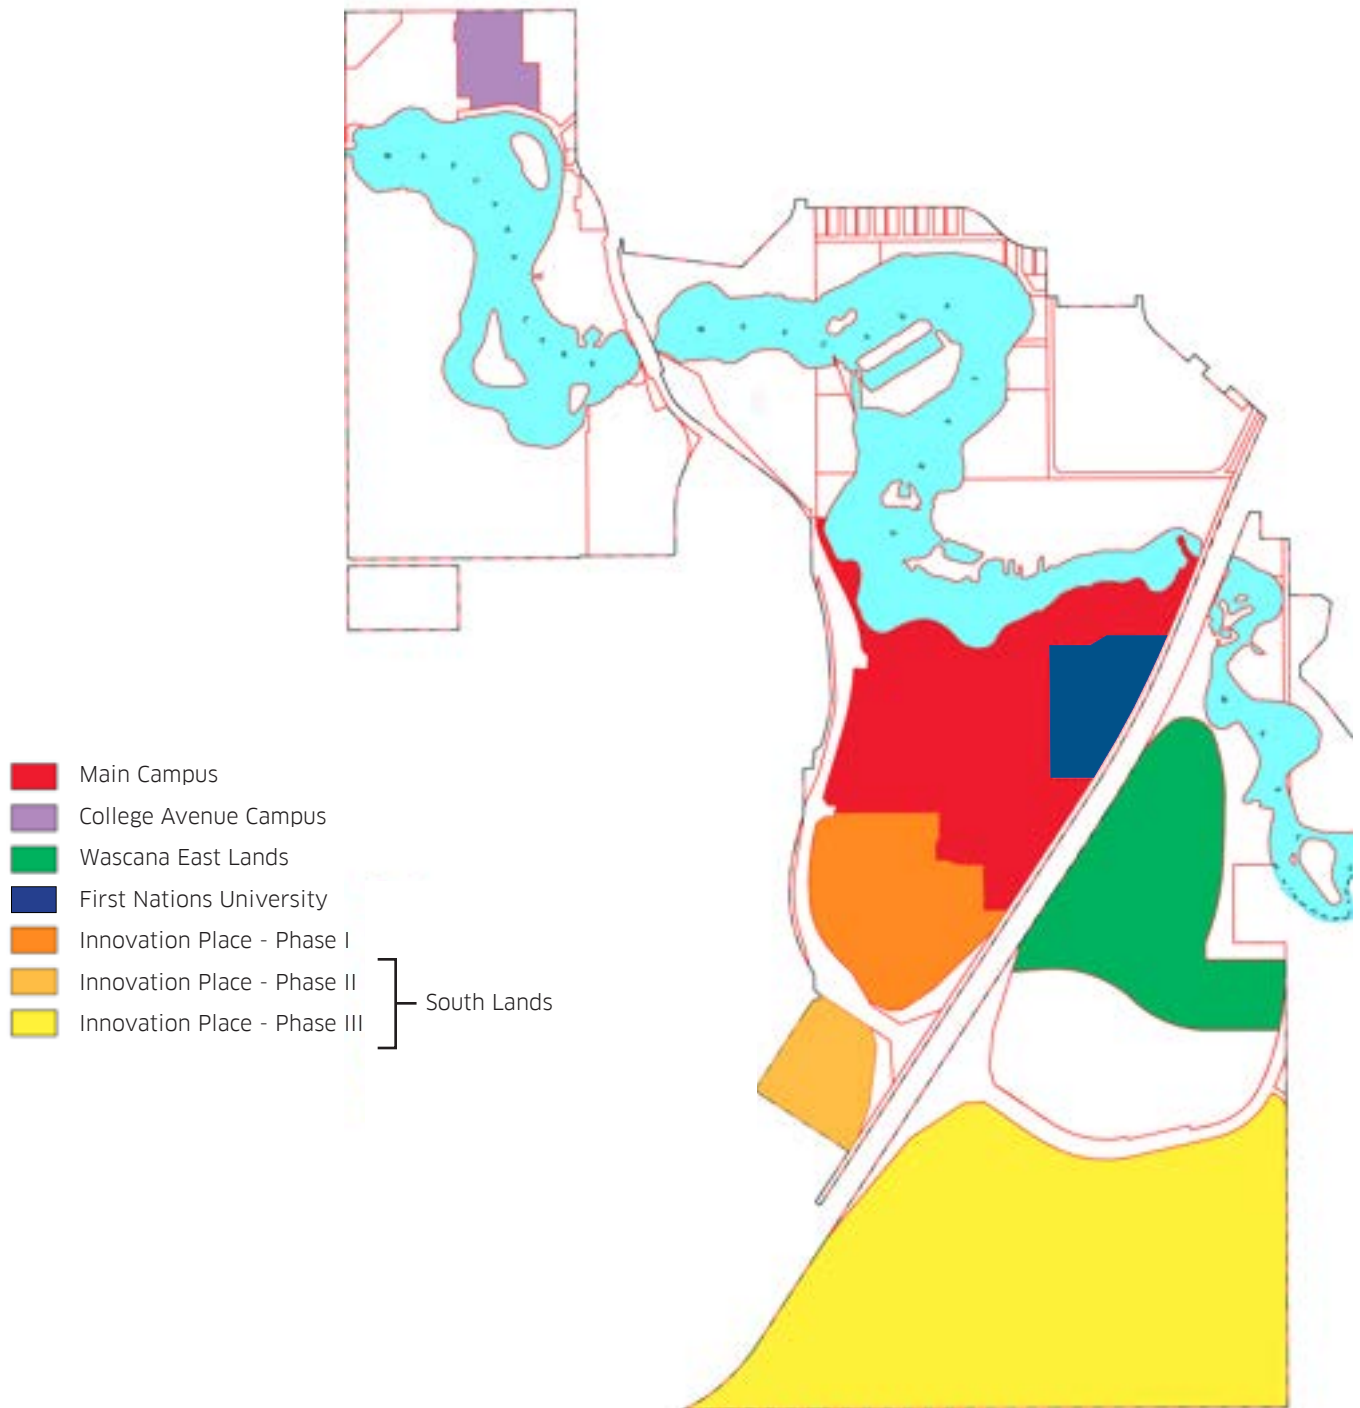 Main Campus
College Avenue Campus
Wascana East Lands
First Nations University
Innovation Place - Phase I
Innovation Place - Phase II
South Lands
Innovation Place - Phase III